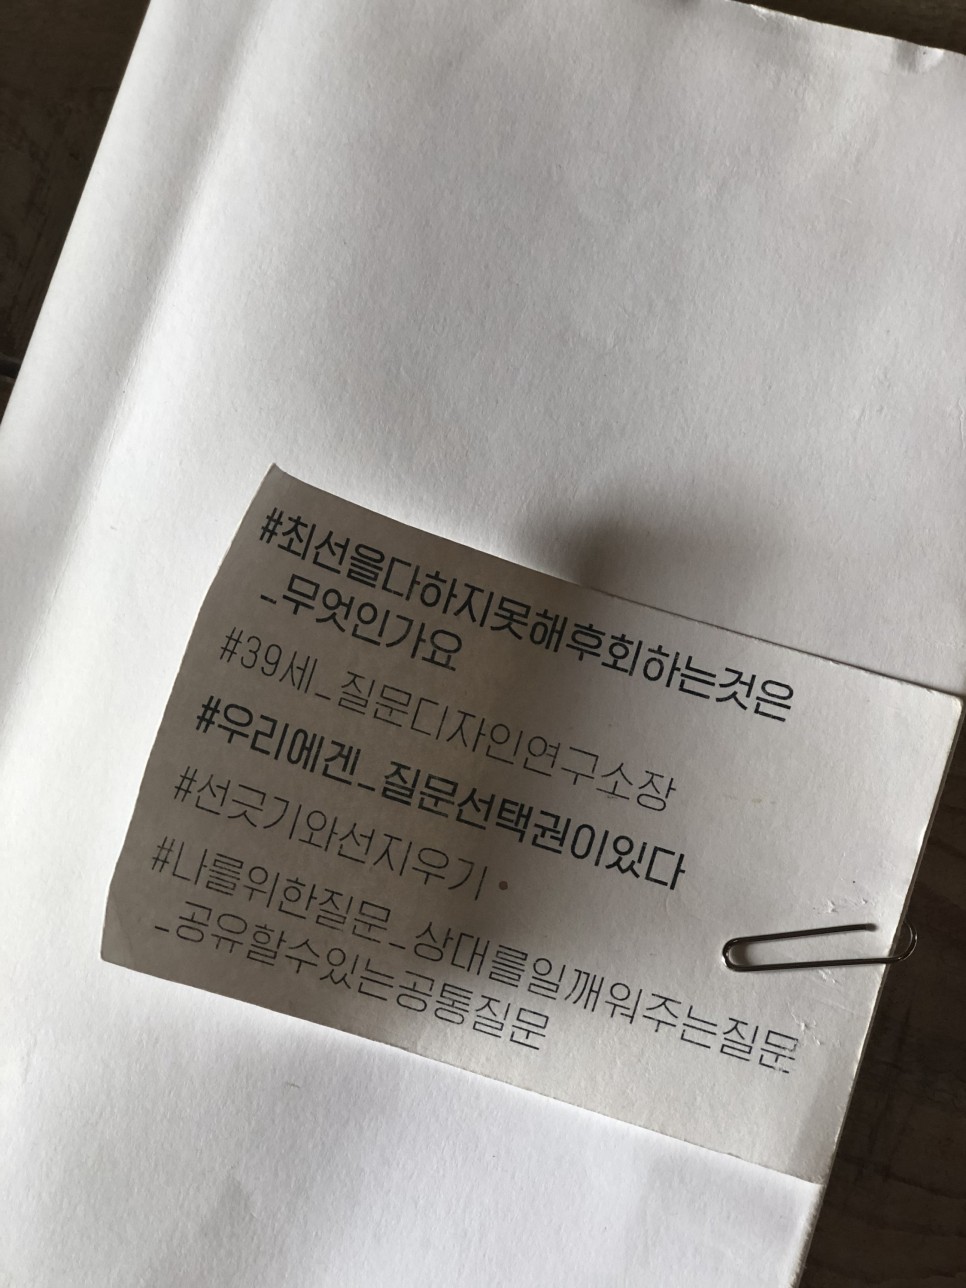 #최선을다하지못해후회하는것은
_무엇인가요
#39세_질문디자인연구소장
#우리에겐_질문선택권이있다
#선긋기와선지우기
#나를위한질문_상대를일깨워주는질문
_공유할수있는공통질문